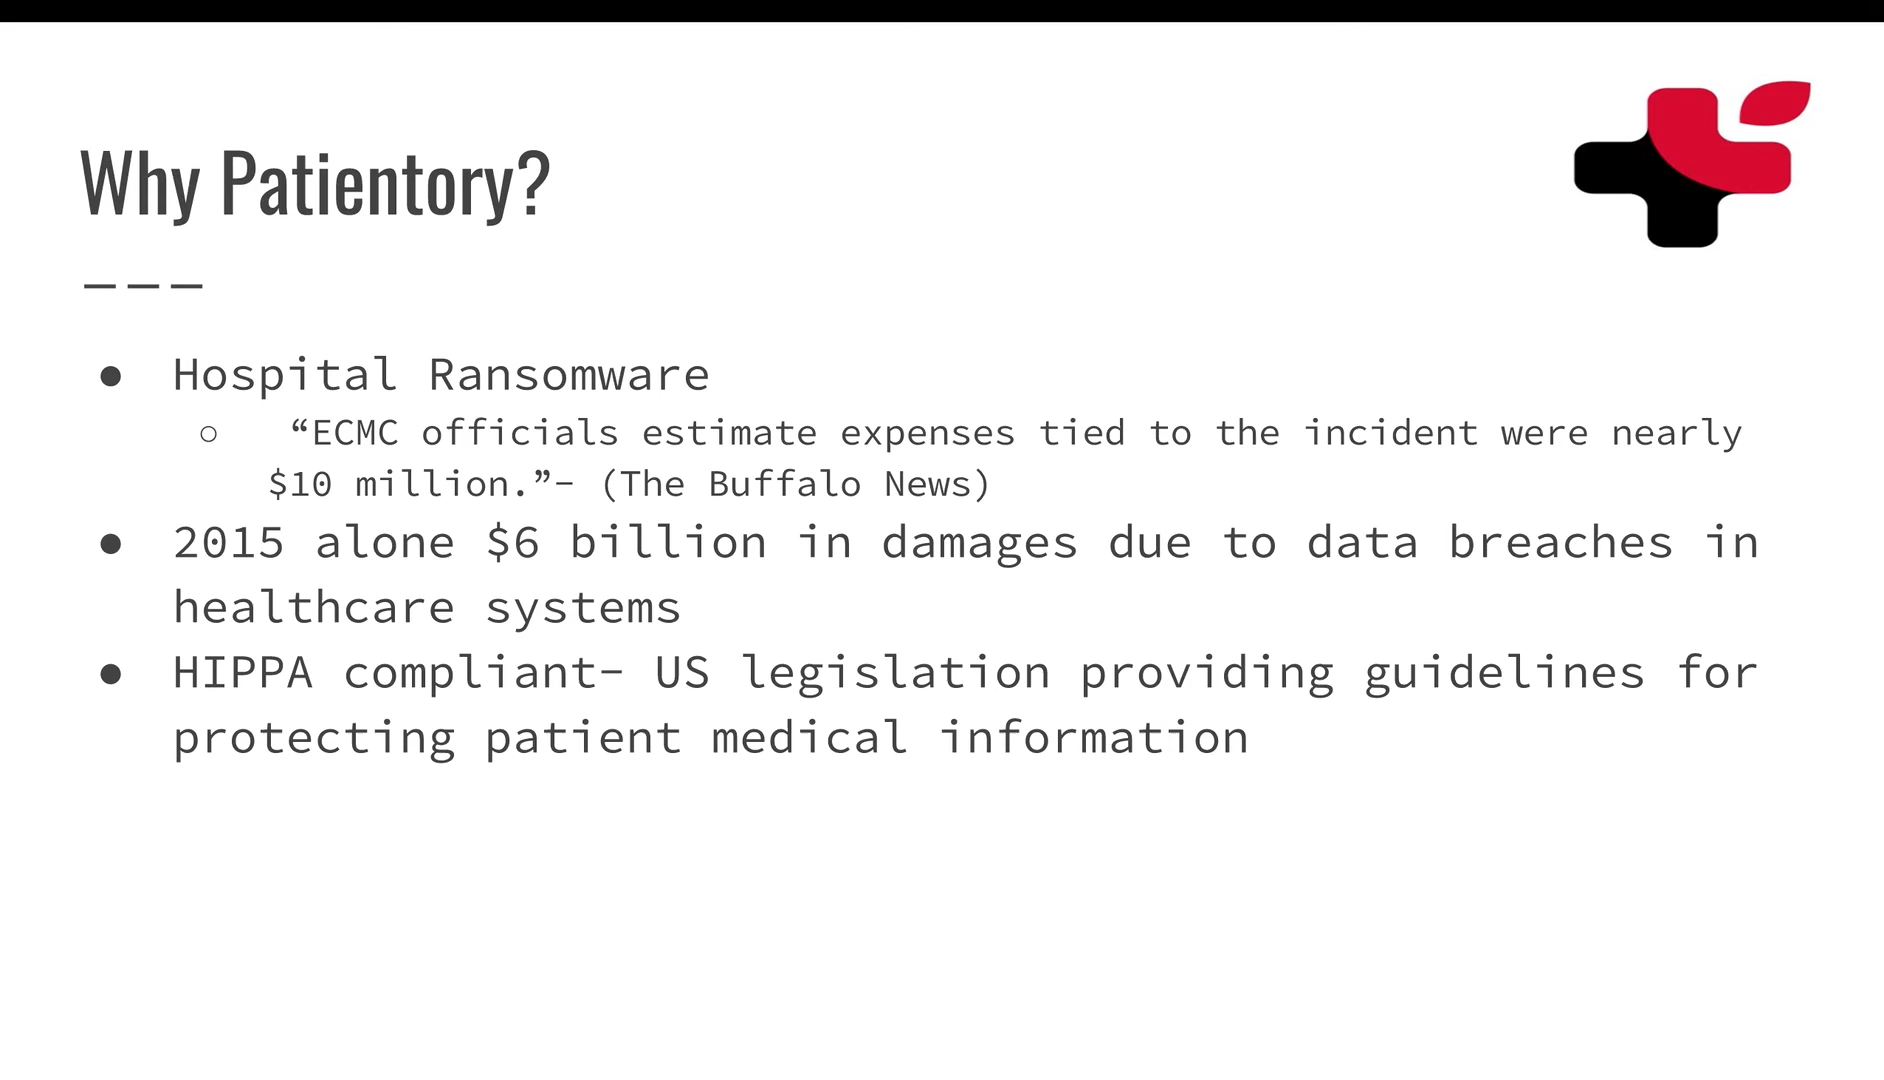 Why Patientory?
● Hospital Ransomware
○ “ECMC officials estimate expenses tied to the incident were nearly
$10 million.”- (The Buffalo News)
● 2015 alone $6 billion in damages due to data breaches in
healthcare systems
● HIPPA compliant- US legislation providing guidelines for
protecting patient medical information